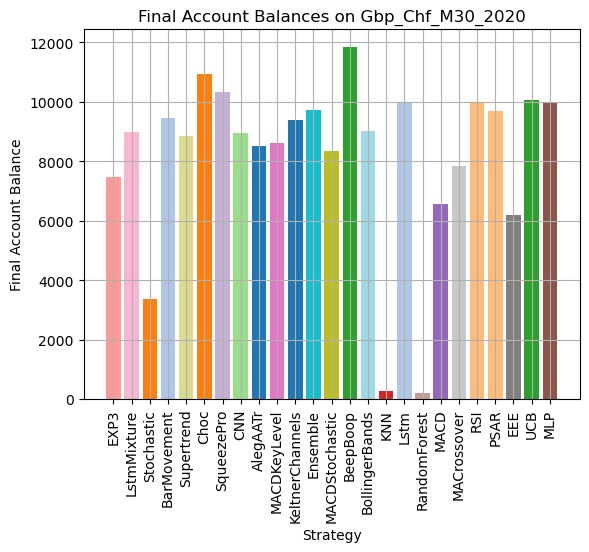 Final Account Balances on Gbp_Chf_M30_2020
Final Account Balance
12000
10000
8000
6000
4000
2000
0
EXP3
LstmMixture
Stochastic
BarMovement
Supertrend
Choc
SqueezePro
CNN
AlegAATr
MACDKeyLevel
KeltnerChannels
Ensemble
MACDStochastic
BeepBoop
BollingerBands
KNN
Lstm
RandomForest
MACD
MACrossover
RSI
PSAR
EEE
UCB
MLP
Strategy